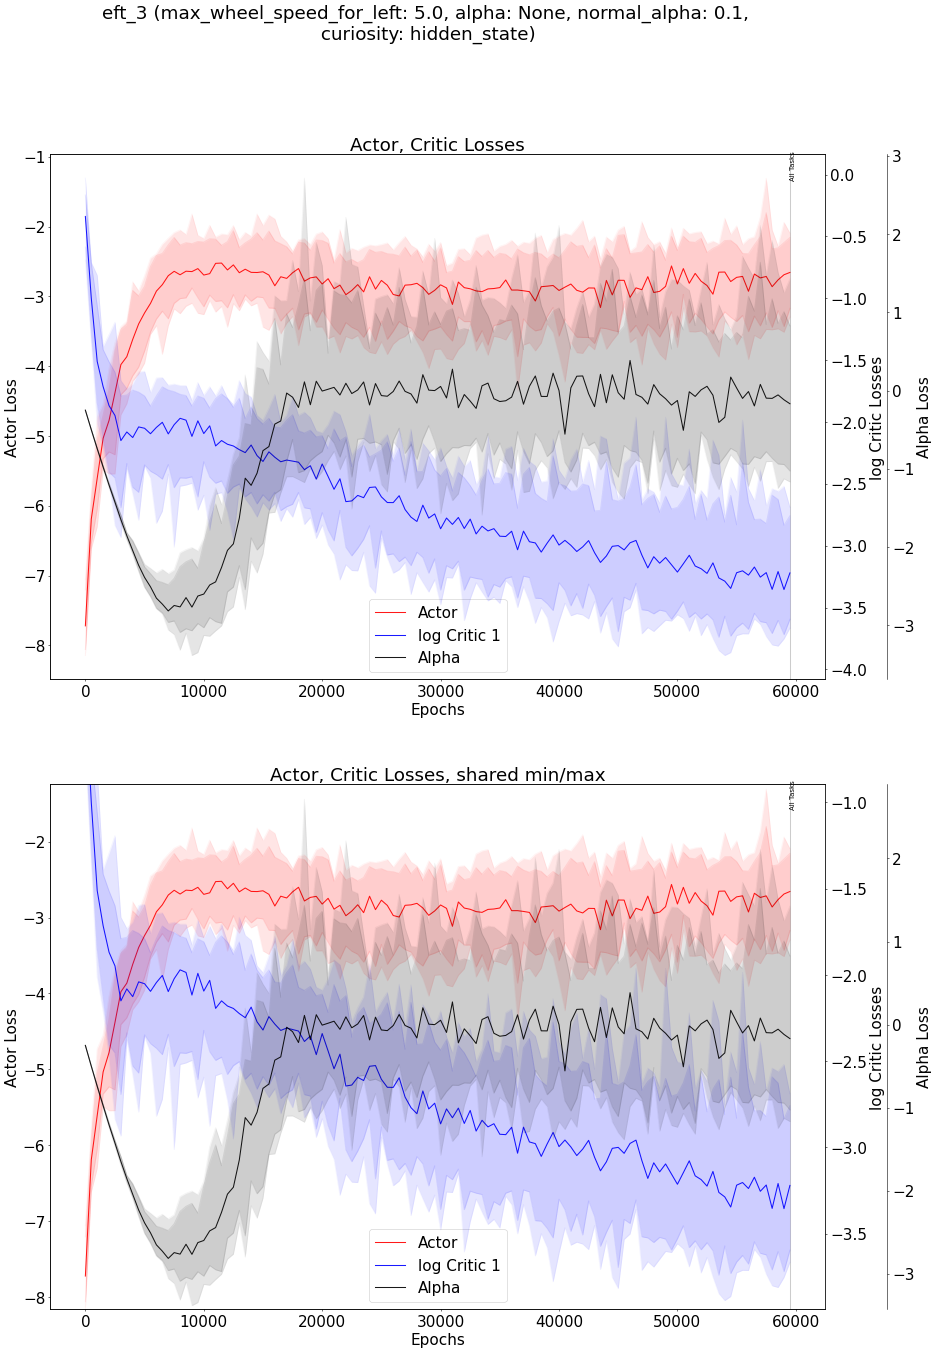 eft_3 (max_wheel_speed_for_left: 5.0, alpha: None, normal_alpha: 0.1,
curiosity: hidden_state)
Actor, Critic Losses
−1
−2
−3
−4
−5
−6
−7
−8
Actor Loss
0
10000
20000
30000
40000
50000
60000
Epochs
0.0
−0.5
−1.0
−1.5
−2.0
−2.5
−3.0
−3.5
−4.0
log Critic Losses
3
2
1
0
−1
−2
−3
Alpha Loss
All Tasks
Actor
log Critic 1
Alpha
Actor, Critic Losses, shared min/max
−2
−3
−4
−5
−6
−7
−8
Actor Loss
0
10000
20000
30000
40000
50000
60000
Epochs
−1.0
−1.5
−2.0
−2.5
−3.0
−3.5
log Critic Losses
2
1
0
−1
−2
−3
Alpha Loss
All Tasks
Actor
log Critic 1
Alpha